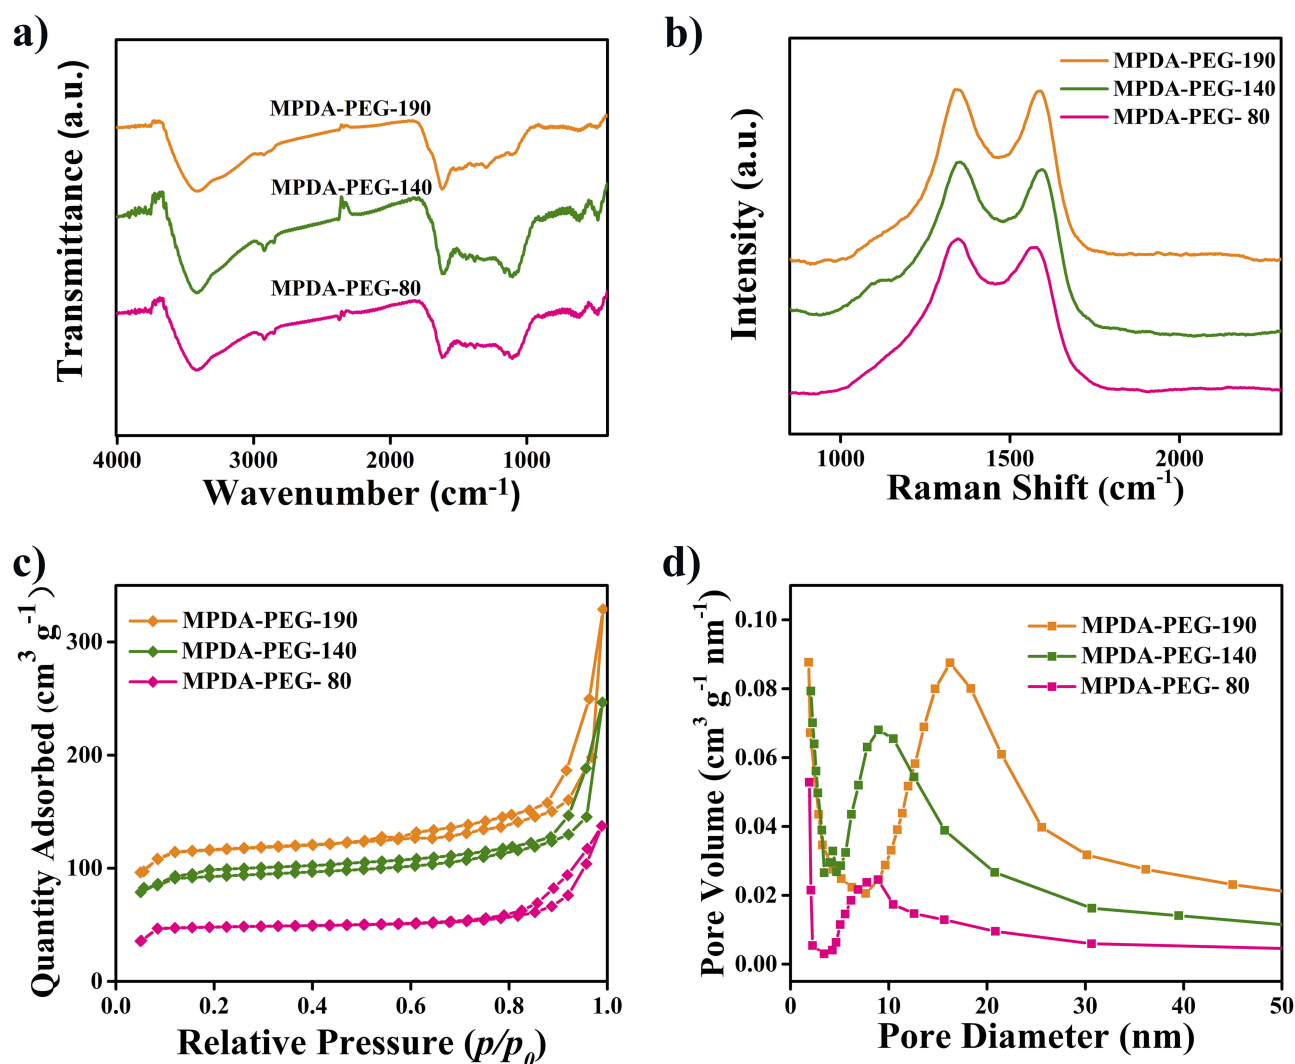 a)
Transmittance (a.u.)
MPDA-PEG-190
MPDA-PEG-140
MPDA-PEG-80
4000 3000 2000 1000
Wavenumber (cm⁻¹)
b)
Intensity (a.u.)
MPDA-PEG-190
MPDA-PEG-140
MPDA-PEG- 80
1000 1500 2000
Raman Shift (cm⁻¹)
c)
Quantity Adsorbed (cm³ g⁻¹)
300
200
100
0
MPDA-PEG-190
MPDA-PEG-140
MPDA-PEG- 80
0.0 0.2 0.4 0.6 0.8 1.0
Relative Pressure (p/p₀)
d)
Pore Volume (cm³ g⁻¹ nm⁻¹)
0.10
0.08
0.06
0.04
0.02
0.00
MPDA-PEG-190
MPDA-PEG-140
MPDA-PEG- 80
0 10 20 30 40 50
Pore Diameter (nm)